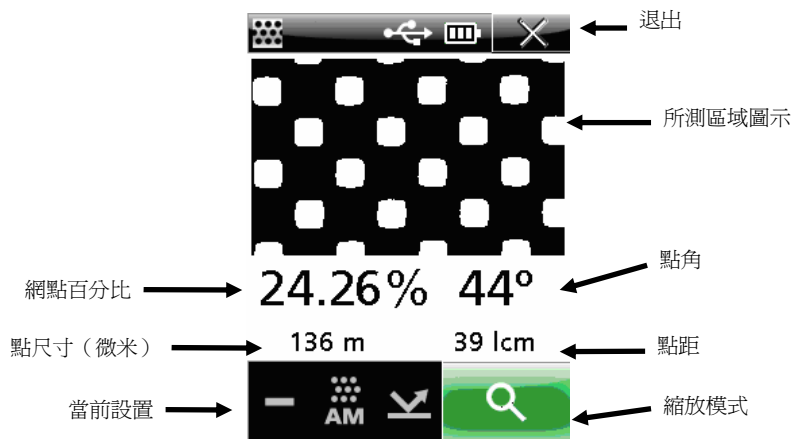 退出
所測區域圖示
網點百分比
24.26%
44º
點角
點尺寸（微米）
136 m
39 lcm
點距
當前設置
AM
縮放模式